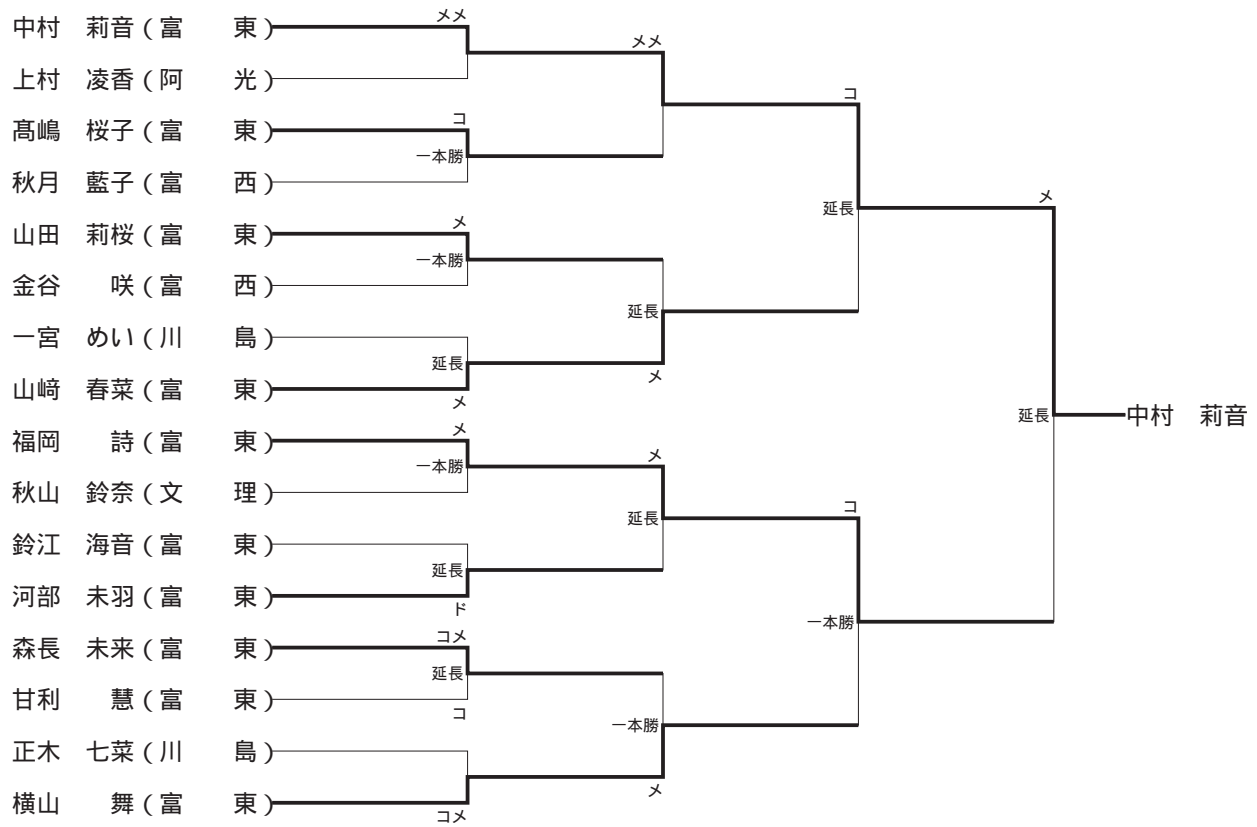 中村 莉音(富 東)
メメ
メメ
上村 凌香(阿 光)
コ
髙嶋 桜子(富 東)
コ
一本勝
秋月 藍子(富 西)
メ
延長
山田 莉桜(富 東)
メ
一本勝
金谷 咲(富 西)
延長
一宮 めい(川 島)
延長
メ
山﨑 春菜(富 東)
メ
延長
中村 莉音
福岡 詩(富 東)
メ
一本勝
メ
秋山 鈴奈(文 理)
コ
延長
鈴江 海音(富 東)
延長
河部 未羽(富 東)
ド
一本勝
森長 未来(富 東)
コメ
延長
甘利 慧(富 東)
コ
一本勝
正木 七菜(川 島)
メ
横山 舞(富 東)
コメ